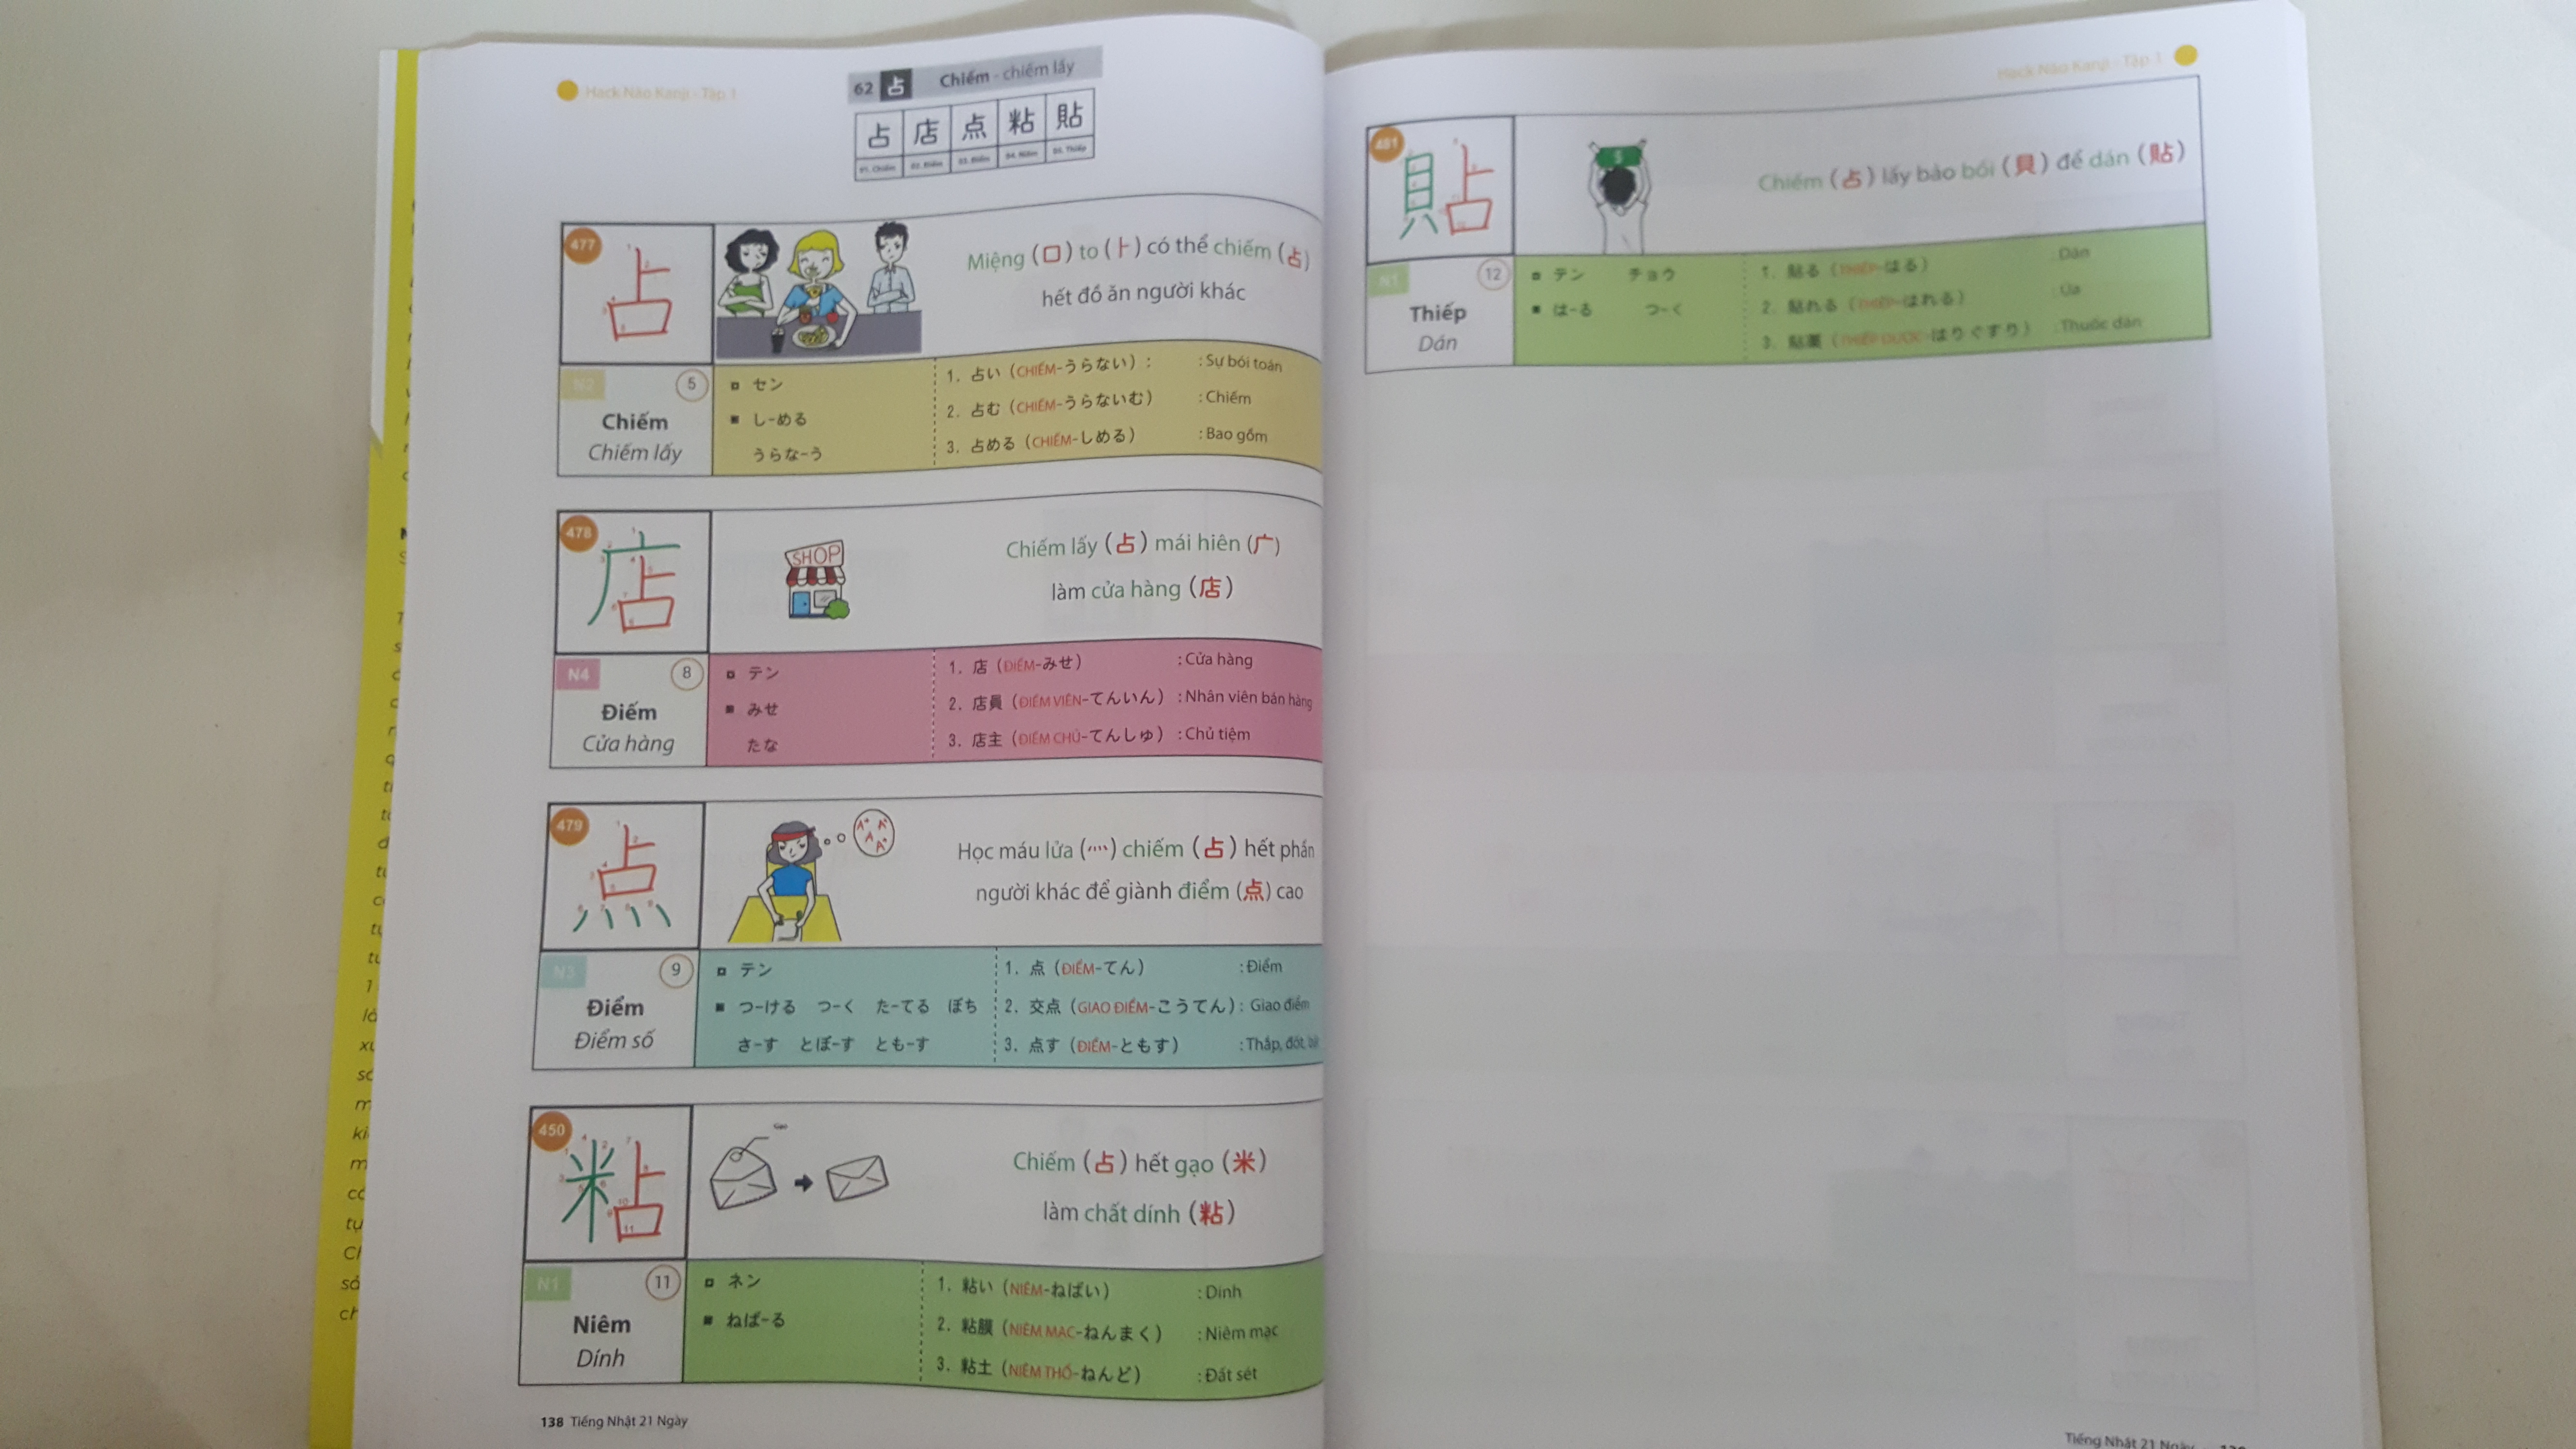 Hack Não Kanji - Tập 1
62 占 Chiếm - chiếm lấy
占 店 点 粘 貼
01. Chiếm 02. Điếm 03. Điểm 04. Niêm 05. Thiếp
477
Miệng (口) to (ト) có thể chiếm (占)
hết đồ ăn người khác
N2 5
Chiếm
Chiếm lấy
セン
し-める
うらな-う
1. 占い (CHIẾM-うらない) : : Sự bói toán
2. 占む (CHIẾM-うらないむ) : Chiếm
3. 占める (CHIẾM-しめる) : Bao gồm
478
SHOP
Chiếm lấy (占) mái hiên (广)
làm cửa hàng (店)
N4 8
Điếm
Cửa hàng
テン
みせ
たな
1. 店 (ĐIẾM-みせ) : Cửa hàng
2. 店員 (ĐIẾM VIÊN-てんいん) : Nhân viên bán hàng
3. 店主 (ĐIẾM CHỦ-てんしゅ) : Chủ tiệm
479
A+ A+ A+ A+
Học máu lửa (灬) chiếm (占) hết phần
người khác để giành điểm (点) cao
N3 9
Điểm
Điểm số
テン
つ-ける つ-く た-てる ぼち
さ-す とぼ-す とも-す
1. 点 (ĐIỂM-てん) : Điểm
2. 交点 (GIAO ĐIỂM-こうてん) : Giao điểm
3. 点す (ĐIỂM-ともす) : Thắp, đốt
450
Chiếm (占) hết gạo (米)
làm chất dính (粘)
N1 11
Niêm
Dính
ネン
ねば-る
1. 粘い (NIÊM-ねばい) : Dính
2. 粘膜 (NIÊM MẠC-ねんまく) : Niêm mạc
3. 粘土 (NIÊM THỔ-ねんど) : Đất sét
138 Tiếng Nhật 21 Ngày
Hack Não Kanji - Tập 1
481
$
Chiếm (占) lấy bảo bối (貝) để dán (貼)
N1 12
Thiếp
Dán
テン チョウ
は-る つ-く
1. 貼る (THIẾP-はる) : Dán
2. 貼れる (THIẾP-はれる)
3. 貼薬 (THIẾP DƯỢC-はりぐすり) : Thuốc dán
Tiếng Nhật 21 Ngày